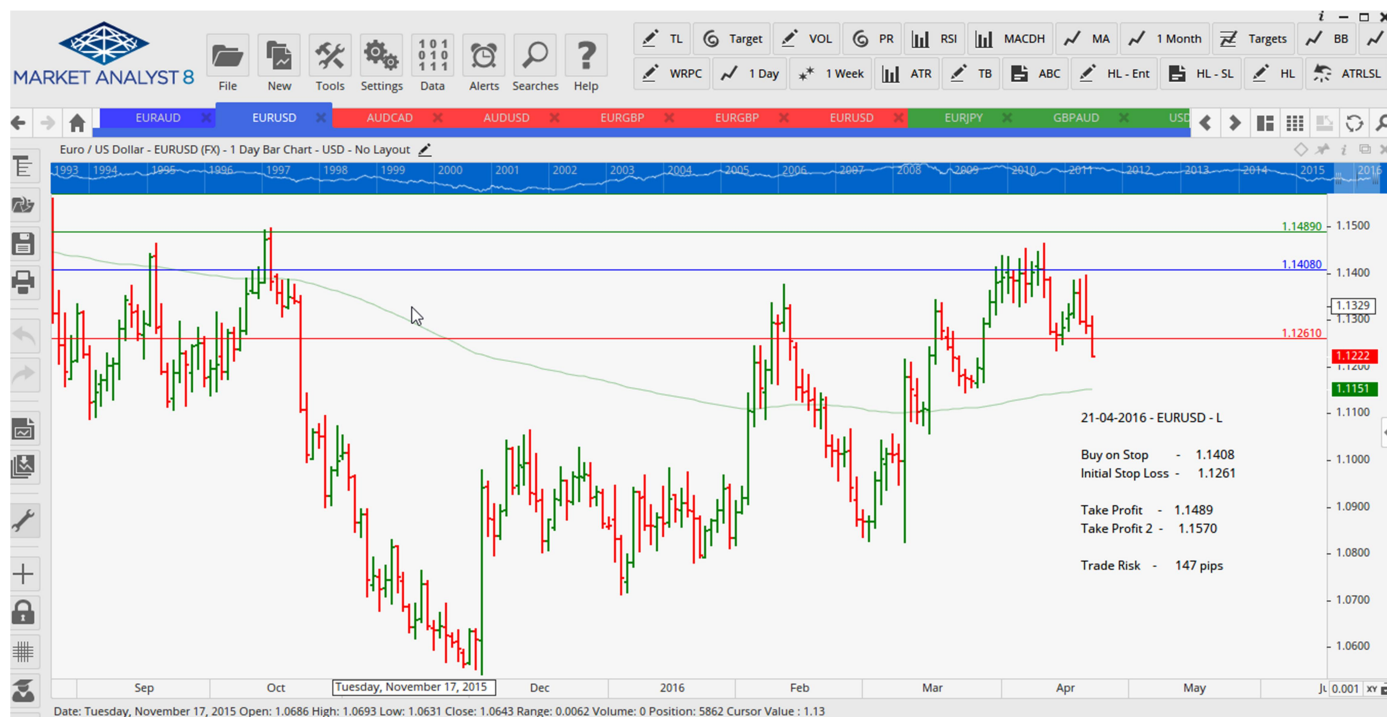 MARKET ANALYST 8
File
New
Tools
Settings
Data
Alerts
Searches
Help
TL
Target
VOL
PR
RSI
MACDH
MA
1 Month
Targets
BB
WRPC
1 Day
1 Week
ATR
TB
ABC
HL - Ent
HL - SL
HL
ATRLSL
EURAUD
EURUSD
AUDCAD
AUDUSD
EURGBP
EURGBP
EURUSD
EURJPY
GBPAUD
Euro / US Dollar - EURUSD (FX) - 1 Day Bar Chart - USD - No Layout
1993 1994 1995 1996 1997 1998 1999 2000 2001 2002 2003 2004 2005 2006 2007 2008 2009 2010 2011 2012 2013 2014 2015 2016
1.14890
1.1500
1.14080
1.1400
1.1329
1.1300
1.12610
1.1222
1.1200
1.1151
1.1100
21-04-2016 - EURUSD - L
Buy on Stop - 1.1408
Initial Stop Loss - 1.1261
Take Profit - 1.1489
Take Profit 2 - 1.1570
Trade Risk - 147 pips
1.1000
1.0900
1.0800
1.0700
1.0600
Sep
Oct
Tuesday, November 17, 2015
Dec
2016
Feb
Mar
Apr
May
0.001
XY
Date: Tuesday, November 17, 2015 Open: 1.0686 High: 1.0693 Low: 1.0631 Close: 1.0643 Range: 0.0062 Volume: 0 Position: 5862 Cursor Value : 1.13